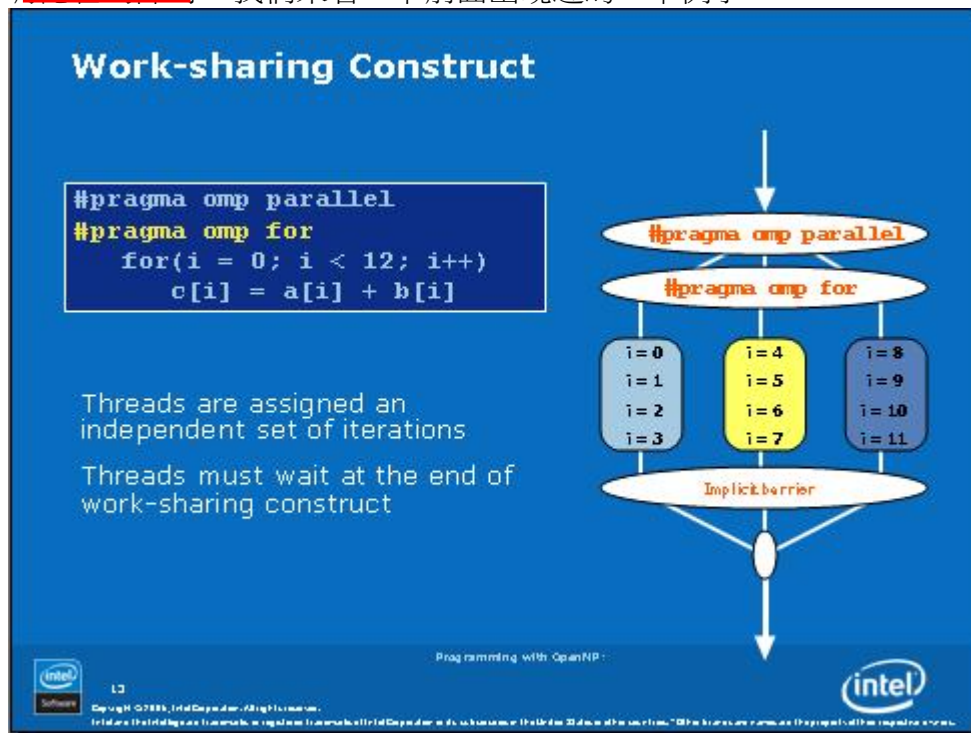 Work-sharing Construct
#pragma omp parallel
#pragma omp for
for(i = 0; i < 12; i++)
c[i] = a[i] + b[i]
Threads are assigned an
independent set of iterations
Threads must wait at the end of
work-sharing construct
#pragma omp parallel
#pragma omp for
i = 0
i = 1
i = 2
i = 3
i = 4
i = 5
i = 6
i = 7
i = 8
i = 9
i = 10
i = 11
Implicit barrier
Programming with
intel
Software
13
intel